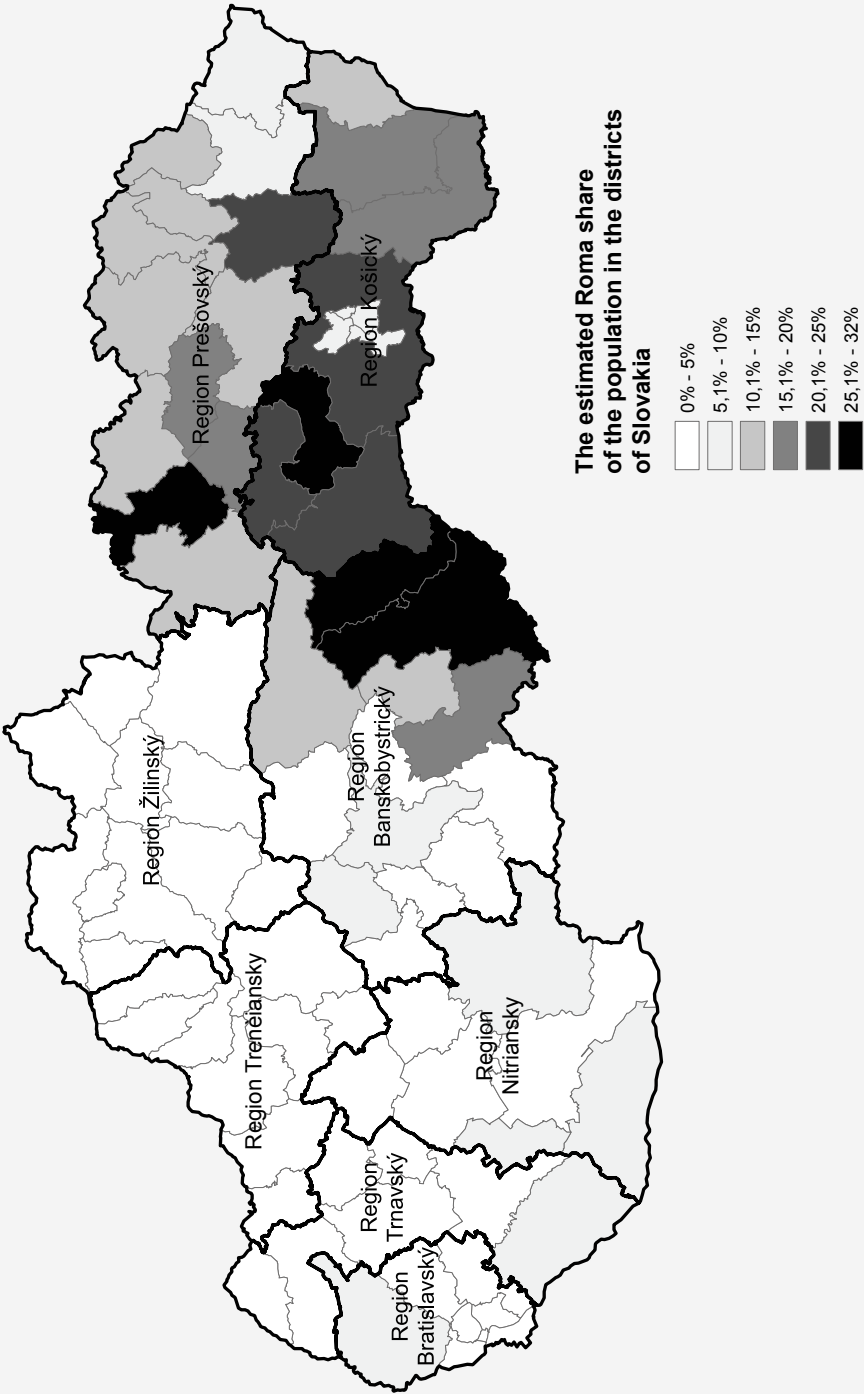 Region Žilinský
Region Prešovský
Region Trenèiansky
Region
Banskobystrický
Region Košický
Region
Trnavský
Region
Bratislavský
Region
Nitriansky
The estimated Roma share
of the population in the districts
of Slovakia
0% - 5%
5,1% - 10%
10,1% - 15%
15,1% - 20%
20,1% - 25%
25,1% - 32%